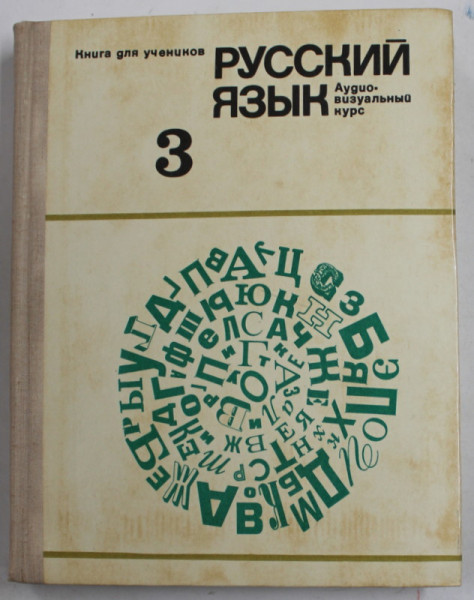 Книга для учеников
РУССКИЙ
ЯЗЫК
Аудио-
визуальный
курс
3